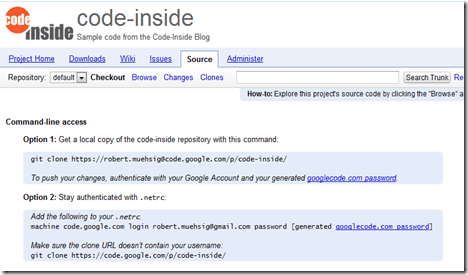 code inside
code-inside
Sample code from the Code-Inside Blog
Project Home Downloads Wiki Issues Source Administer
Repository: default Checkout Browse Changes Clones Search Trunk
How-to: Explore this project's source code by clicking the "Browse"
Command-line access
Option 1: Get a local copy of the code-inside repository with this command:
git clone https://robert.muehsig@code.google.com/p/code-inside/
To push your changes, authenticate with your Google Account and your generated googlecode.com password.
Option 2: Stay authenticated with .netrc:
Add the following to your .netrc.
machine code.google.com login robert.muehsig@gmail.com password [generated googlecode.com password]
Make sure the clone URL doesn't contain your username:
git clone https://code.google.com/p/code-inside/